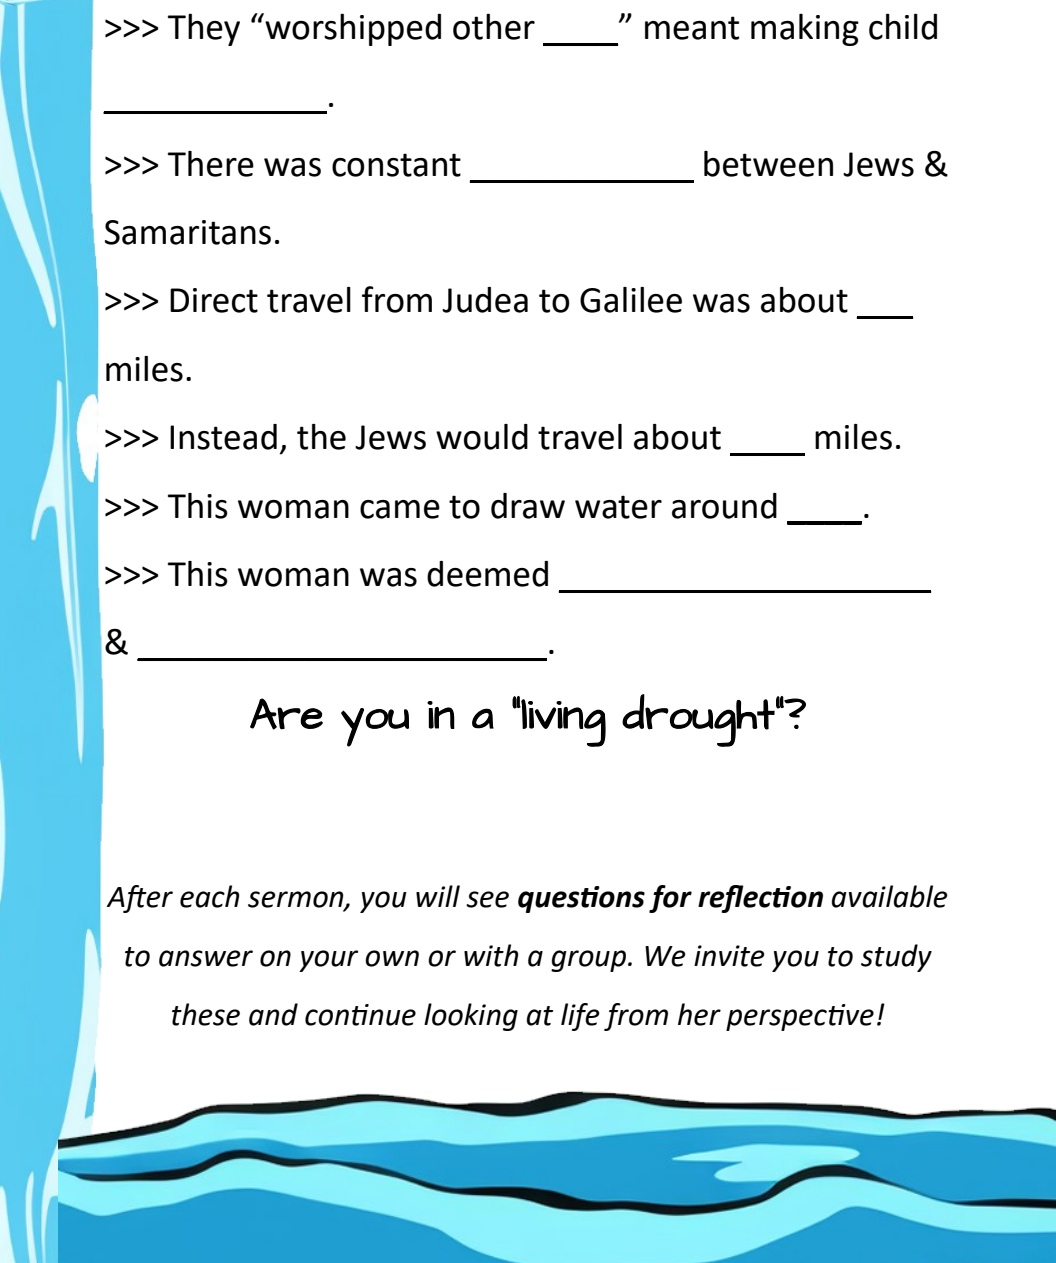 >>> They “worshipped other ____” meant making child
____________.
>>> There was constant ____________ between Jews &
Samaritans.
>>> Direct travel from Judea to Galilee was about ___
miles.
>>> Instead, the Jews would travel about ____ miles.
>>> This woman came to draw water around ____.
>>> This woman was deemed ____________________
& ______________________.
Are you in a "living drought"?
After each sermon, you will see questions for reflection available
to answer on your own or with a group. We invite you to study
these and continue looking at life from her perspective!